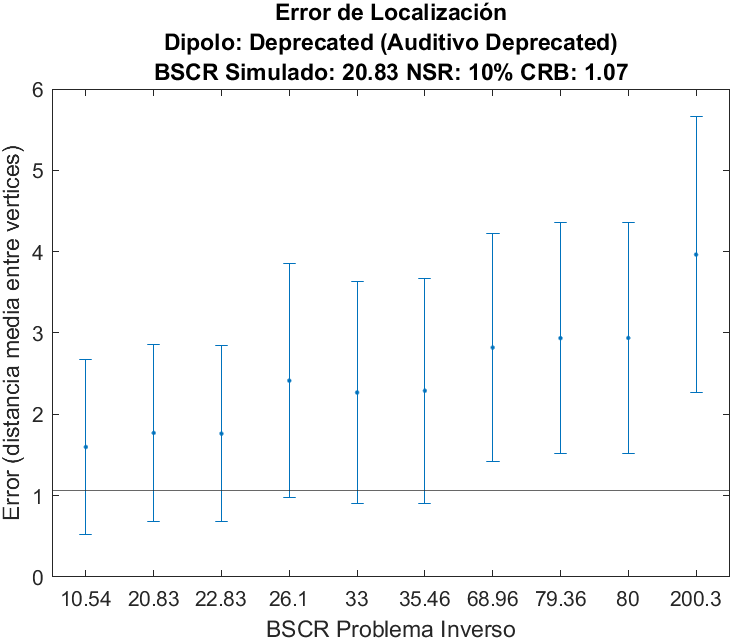 Error de Localización
Dipolo: Deprecated (Auditivo Deprecated)
BSCR Simulado: 20.83 NSR: 10% CRB: 1.07
Error (distancia media entre vertices)
6
5
4
3
2
1
0
10.54 20.83 22.83 26.1 33 35.46 68.96 79.36 80 200.3
BSCR Problema Inverso